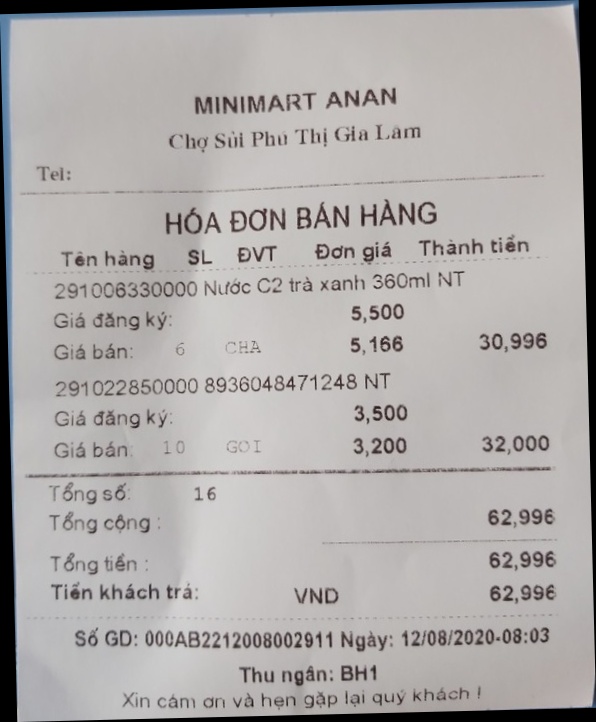 MINIMART ANAN
Chợ Sủi Phú Thị Gia Lâm
Tel:
HÓA ĐƠN BÁN HÀNG
Tên hàng SL ĐVT Đơn giá Thành tiền
291006330000 Nước C2 trà xanh 360ml NT
Giá đăng ký: 5,500
Giá bán: 6 CHA 5,166 30,996
291022850000 8936048471248 NT
Giá đăng ký: 3,500
Giá bán: 10 GOI 3,200 32,000
Tổng số: 16
Tổng cộng : 62,996
Tổng tiền : 62,996
Tiền khách trả: VND 62,996
Số GD: 000AB2212008002911 Ngày: 12/08/2020-08:03
Thu ngân: BH1
Xin cảm ơn và hẹn gặp lại quý khách !